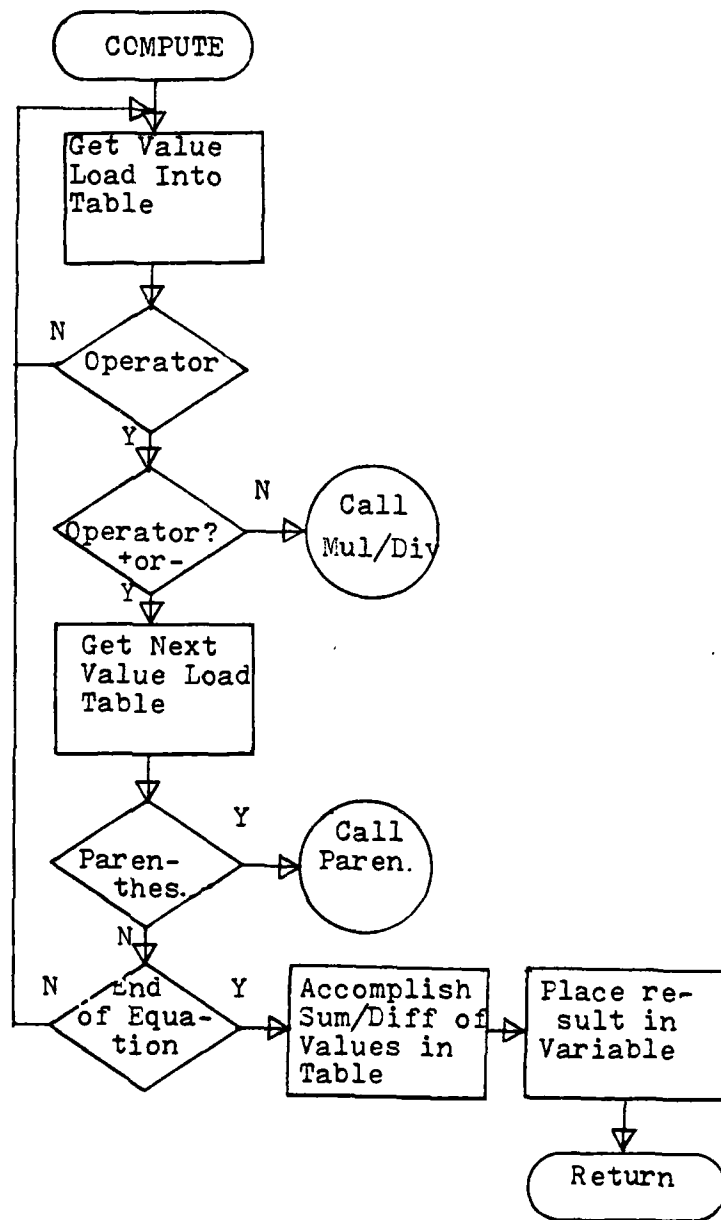 COMPUTE
Get Value
Load Into
Table
N
Operator
Y
N
Operator?
+or-
Y
Call
Mul/Div
Get Next
Value Load
Table
Y
Paren-
thes.
N
Call
Paren.
N
End
of Equa-
tion
Y
Accomplish
Sum/Diff of
Values in
Table
Place re-
sult in
Variable
Return